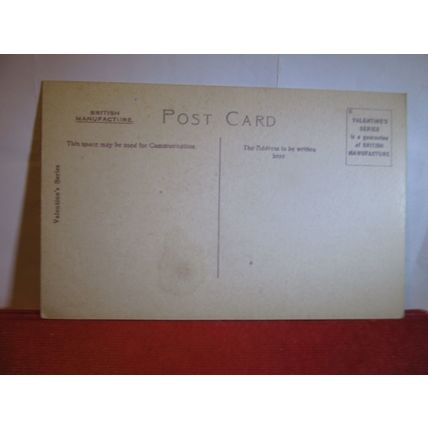 BRITISH
MANUFACTURE.
POST CARD
VALENTINE'S
SERIES
is a guarantee
of BRITISH
MANUFACTURE
This space may be used for Communication.
The Address to be written
here
Valentine's Series